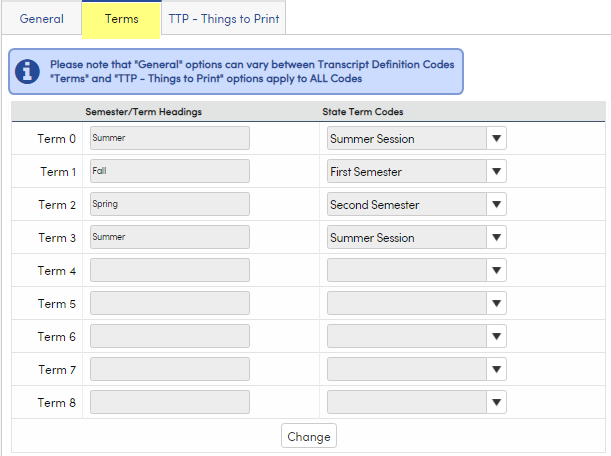 General Terms TTP - Things to Print
Please note that "General" options can vary between Transcript Definition Codes
"Terms" and "TTP - Things to Print" options apply to ALL Codes
Semester/Term Headings State Term Codes
Term 0 Summer Summer Session
Term 1 Fall First Semester
Term 2 Spring Second Semester
Term 3 Summer Summer Session
Term 4
Term 5
Term 6
Term 7
Term 8
Change